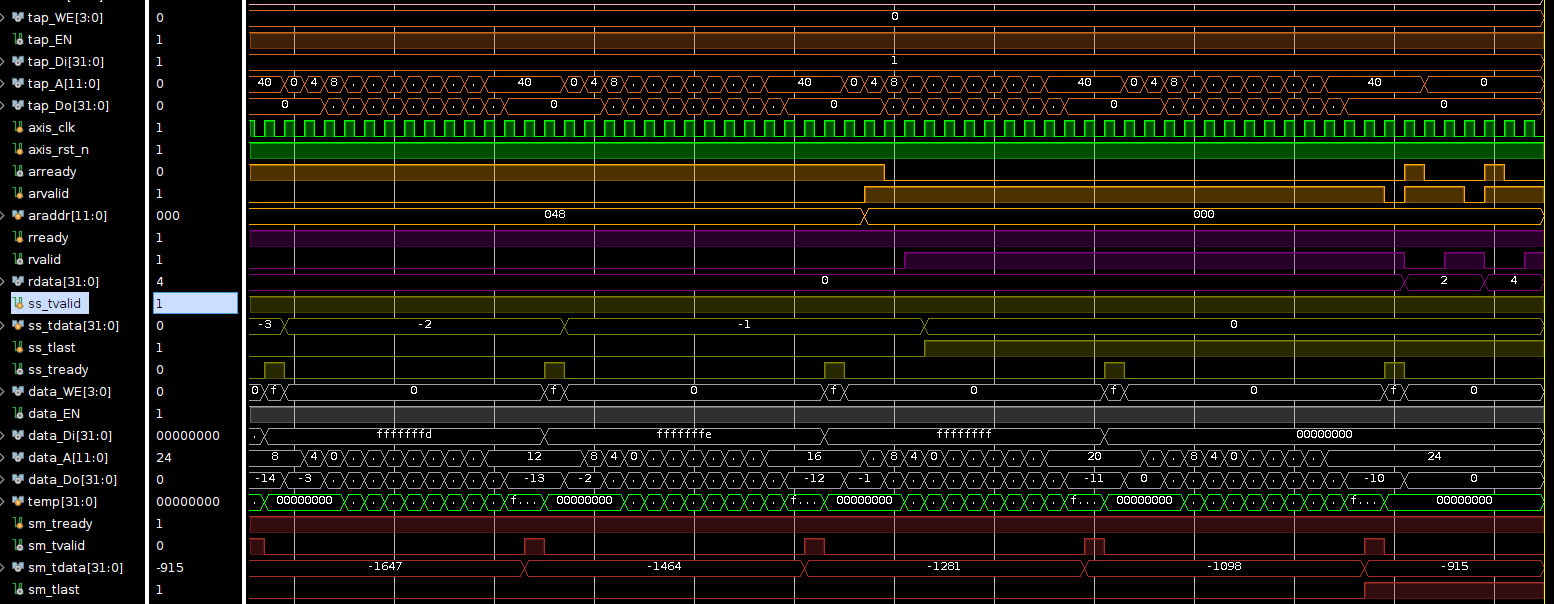 tap_WE[3:0] 0 0
tap_EN 1
tap_Di[31:0] 1 1
tap_A[11:0] 0 40 0 4 8 40 0 4 8 40 0 4 8 40 0 4 8 40 0
tap_Do[31:0] 0 0 0 0 0 0
axis_clk 1
axis_rst_n 1
arready 0
arvalid 1
araddr[11:0] 000 048 000
rready 1
rvalid 1
rdata[31:0] 4 0 2 4
ss_tvalid 1
ss_tdata[31:0] 0 -3 -2 -1 0
ss_tlast 1
ss_tready 0
data_WE[3:0] 0 0 f 0 f 0 f 0 f 0 f 0
data_EN 1
data_Di[31:0] 00000000 . fffffffd fffffffe ffffffff 00000000
data_A[11:0] 24 8 4 0 12 8 4 0 16 8 4 0 20 8 4 0 24
data_Do[31:0] 0 -14 -3 -13 -2 -12 -1 -11 0 -10 0
temp[31:0] 00000000 00000000 f... 00000000 f... 00000000 f... 00000000 f... 00000000
sm_tready 1
sm_tvalid 0
sm_tdata[31:0] -915 -1647 -1464 -1281 -1098 -915
sm_tlast 1